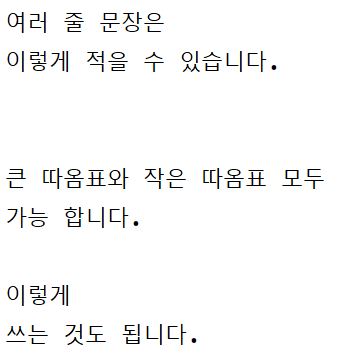 여러 줄 문장은
이렇게 적을 수 있습니다.
큰 따옴표와 작은 따옴표 모두
가능 합니다.
이렇게
쓰는 것도 됩니다.